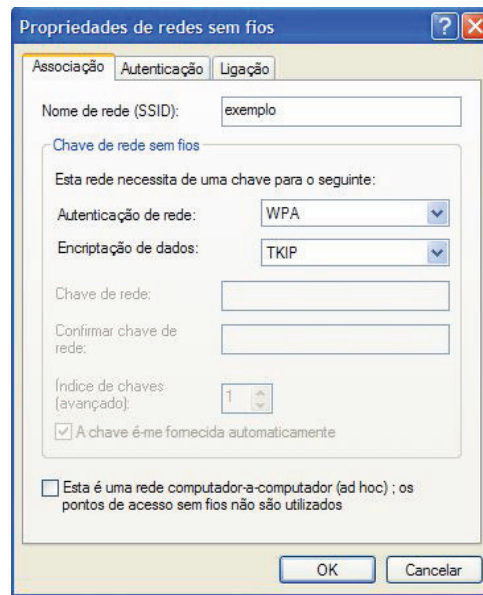 Propriedades de redes sem fios
Associação Autenticação Ligação
Nome de rede (SSID): exemplo
Chave de rede sem fios
Esta rede necessita de uma chave para o seguinte:
Autenticação de rede: WPA
Encriptação de dados: TKIP
Chave de rede:
Confirmar chave de
rede:
Índice de chaves
(avançado): 1
A chave é-me fornecida automaticamente
Esta é uma rede computador-a-computador (ad hoc) ; os
pontos de acesso sem fios não são utilizados
OK Cancelar